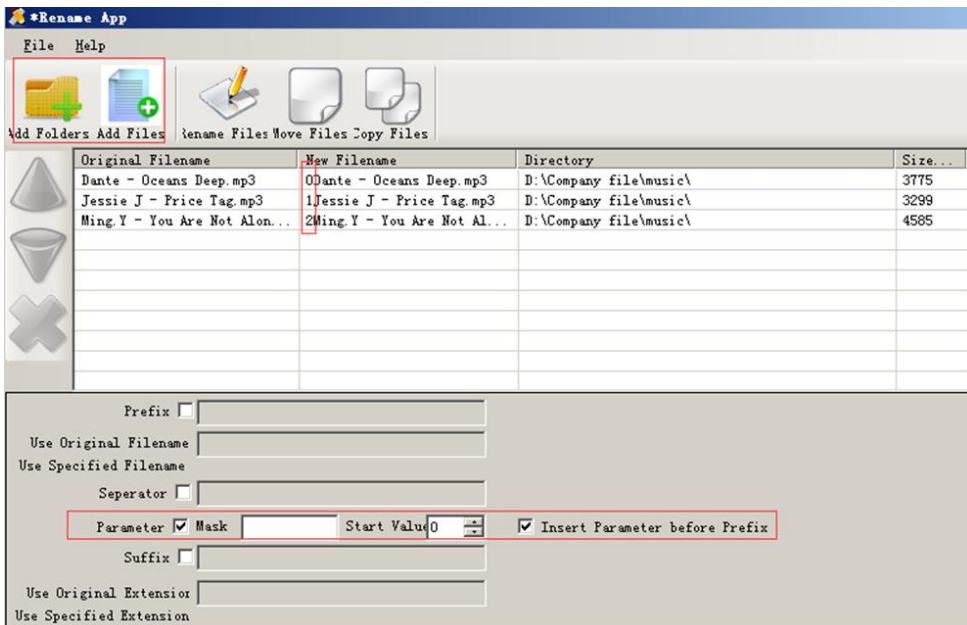 *Rename App
File Help
Add Folders Add Files Rename Files Move Files Copy Files
Original Filename New Filename Directory Size...
Dante - Oceans Deep.mp3 0Dante - Oceans Deep.mp3 D:\Company file\music\ 3775
Jessie J - Price Tag.mp3 1Jessie J - Price Tag.mp3 D:\Company file\music\ 3299
Ming.Y - You Are Not Alon... 2Ming.Y - You Are Not Al... D:\Company file\music\ 4585
Prefix
Use Original Filename
Use Specified Filename
Seperator
Parameter Mask Start Value 0 Insert Parameter before Prefix
Suffix
Use Original Extension
Use Specified Extension